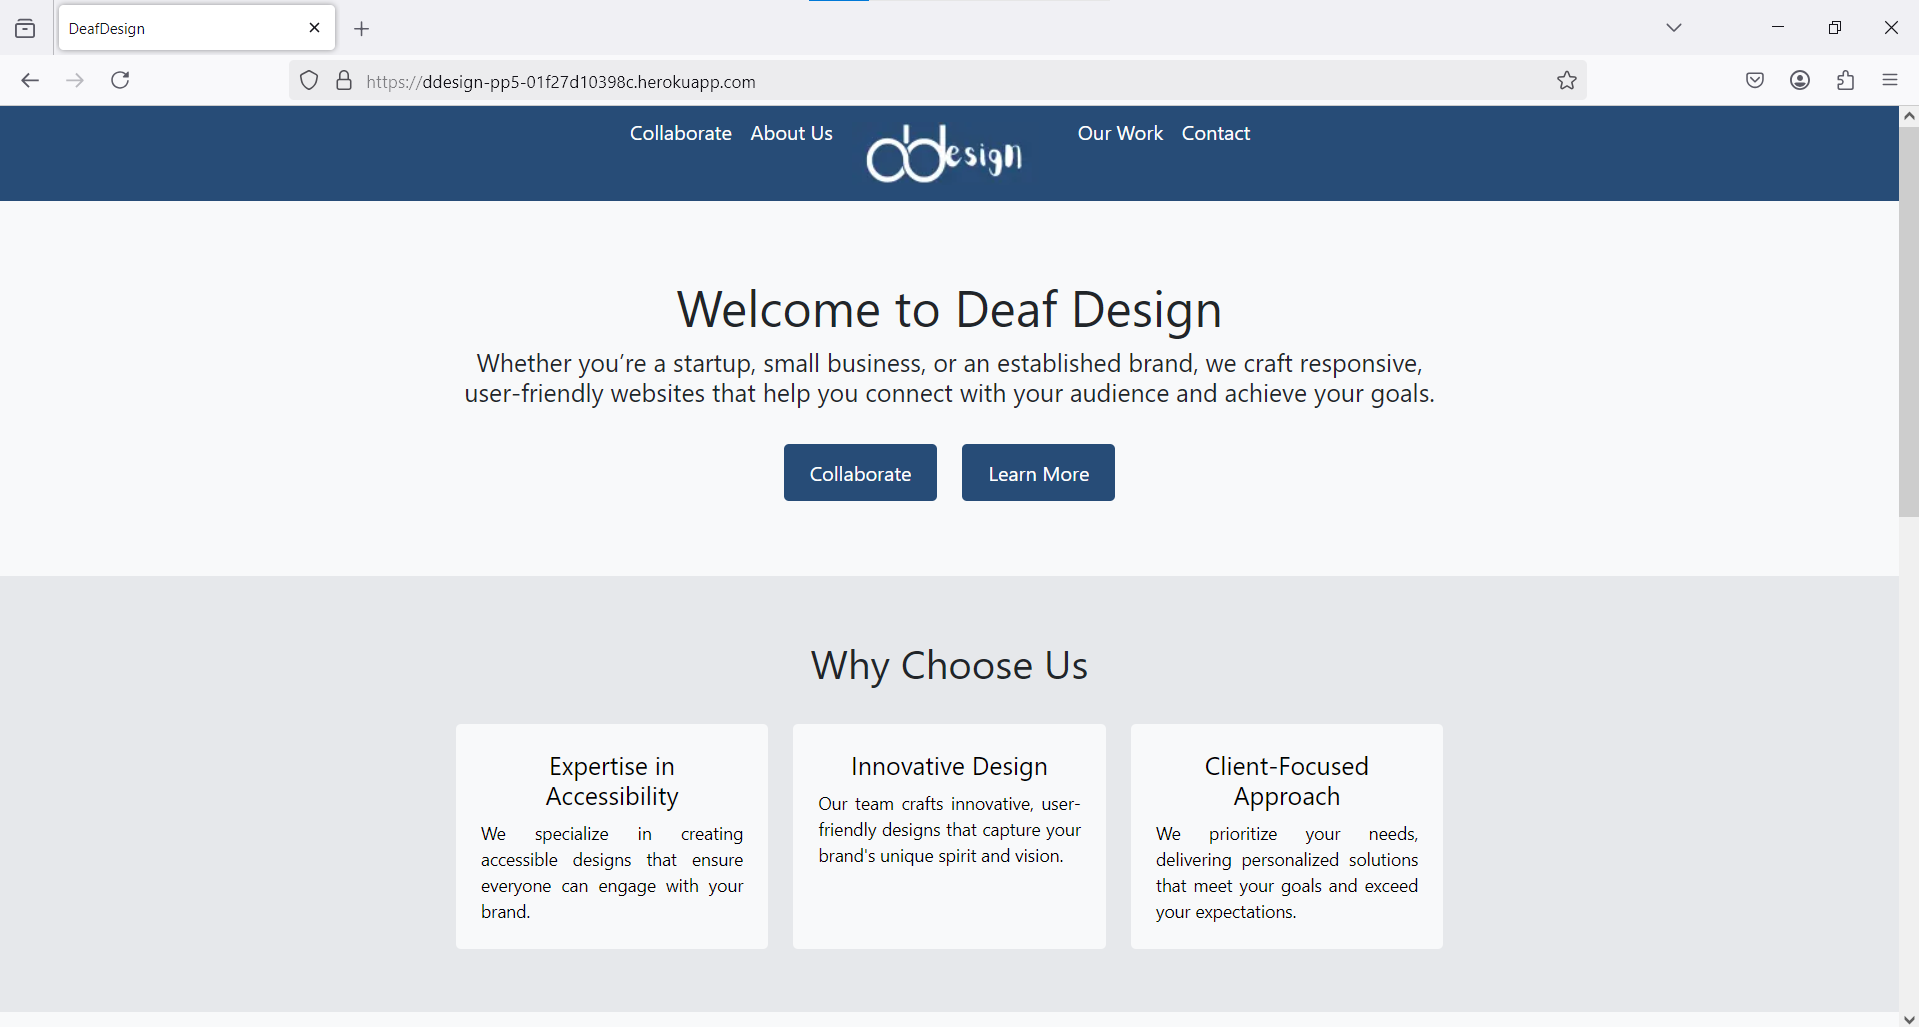 DeafDesign
https://ddesign-pp5-01f27d10398c.herokuapp.com
Collaborate About Us ddesign Our Work Contact
Welcome to Deaf Design
Whether you’re a startup, small business, or an established brand, we craft responsive,
user-friendly websites that help you connect with your audience and achieve your goals.
Collaborate Learn More
Why Choose Us
Expertise in
Accessibility
We specialize in creating
accessible designs that ensure
everyone can engage with your
brand.
Innovative Design
Our team crafts innovative, user-
friendly designs that capture your
brand's unique spirit and vision.
Client-Focused
Approach
We prioritize your needs,
delivering personalized solutions
that meet your goals and exceed
your expectations.